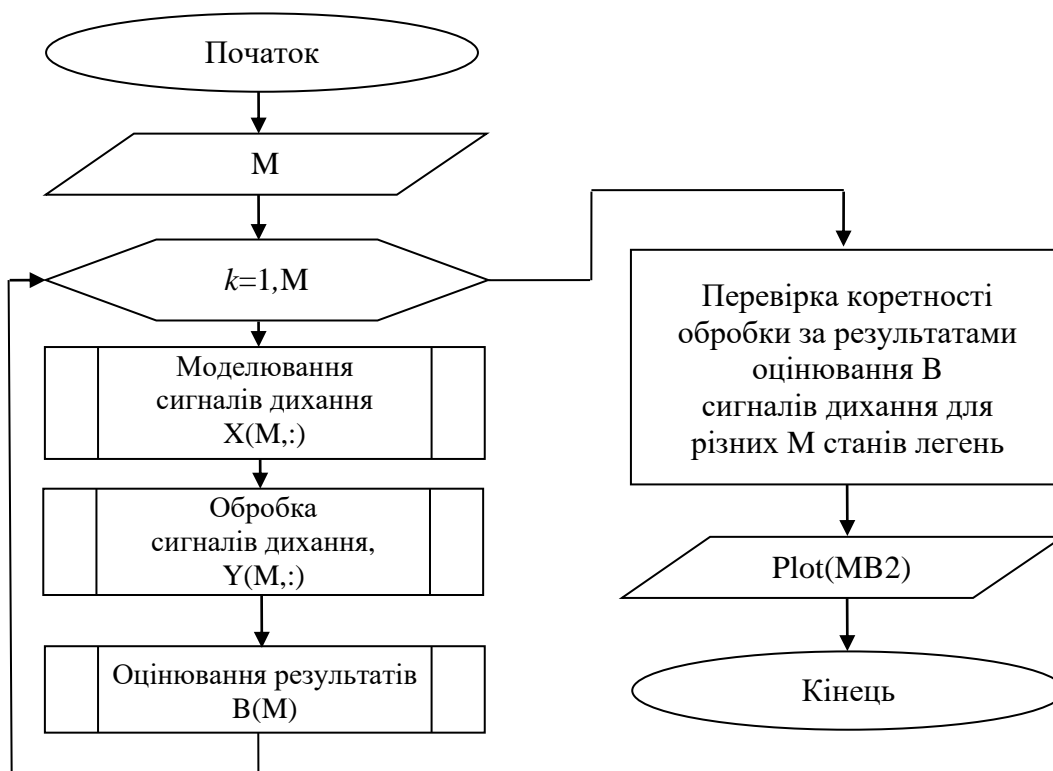 Початок
М
k=1,М
Моделювання
сигналів дихання
X(M,:)
Обробка
сигналів дихання,
Y(M,:)
Оцінювання результатів
B(M)
Перевірка коретності
обробки за результатами
оцінювання В
сигналів дихання для
різних М станів легень
Plot(MB2)
Кінець